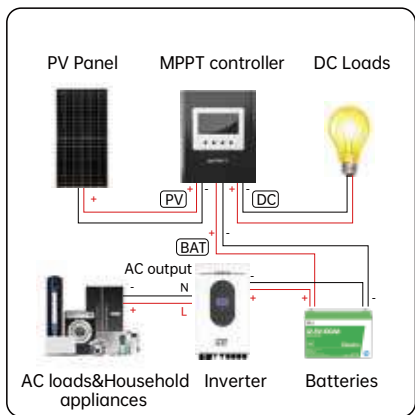 PV Panel
MPPT controller
DC Loads
+
-
PV
+
-
+
-
DC
+
-
BAT
AC output
-
N
+
L
-
+
+
-
AC loads&Household
appliances
Inverter
Batteries